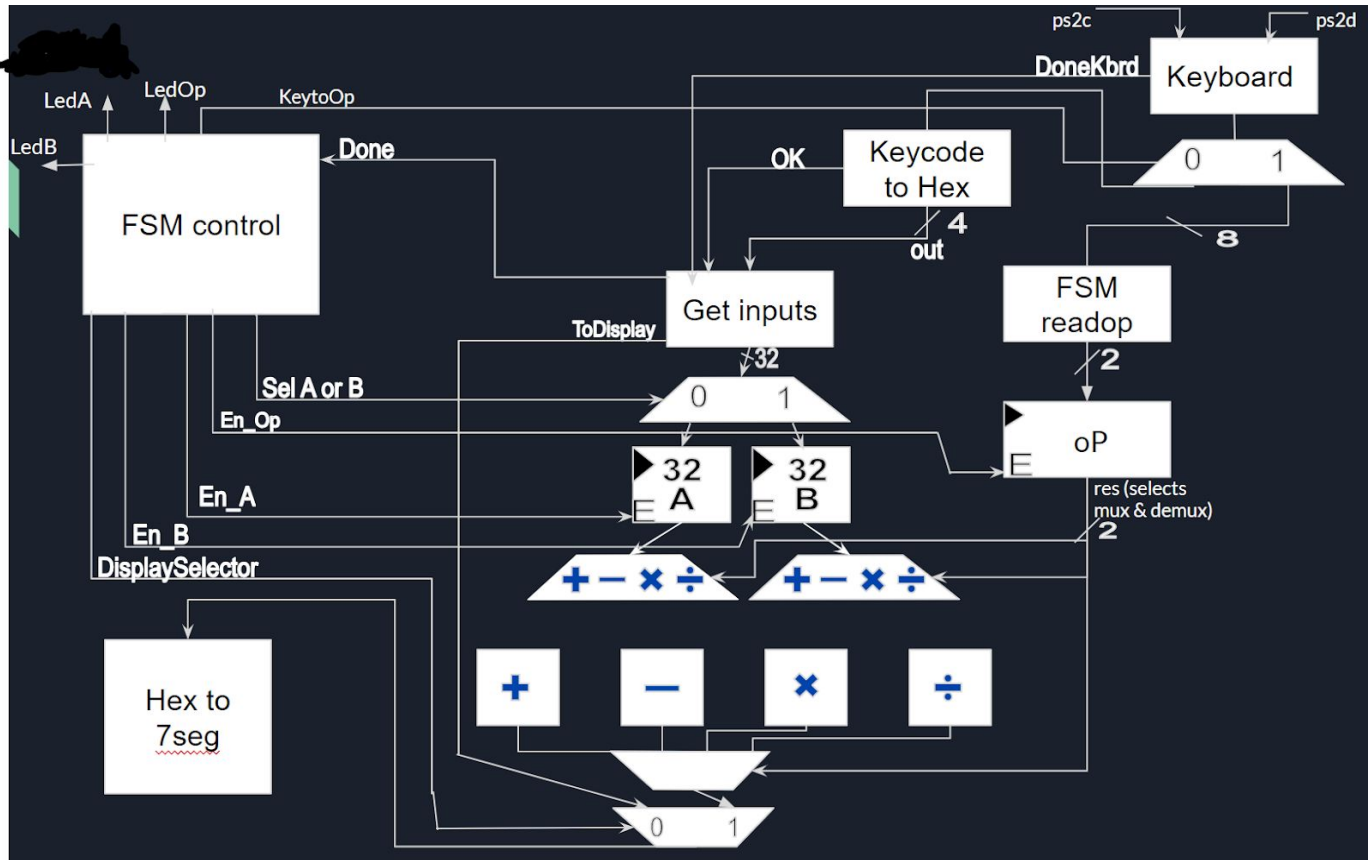 ps2c
ps2d
DoneKbrd
Keyboard
LedA
LedOp
KeytoOp
LedB
Done
OK
Keycode
to Hex
0 1
FSM control
4
out
8
Get inputs
FSM
readop
ToDisplay
32
2
Sel A or B
0 1
En_Op
oP
E
32
A
E
32
B
E
res (selects
mux & demux)
2
En_A
En_B
DisplaySelector
+ − × ÷
+ − × ÷
Hex to
7seg
+
−
×
÷
0 1